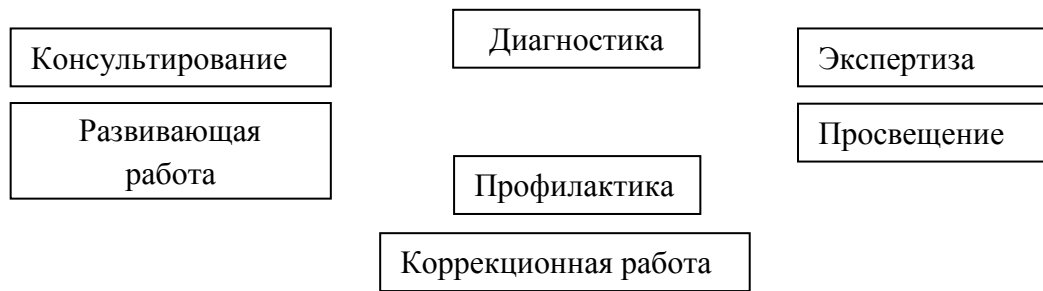 Диагностика
Консультирование
Экспертиза
Развивающая
работа
Просвещение
Профилактика
Коррекционная работа